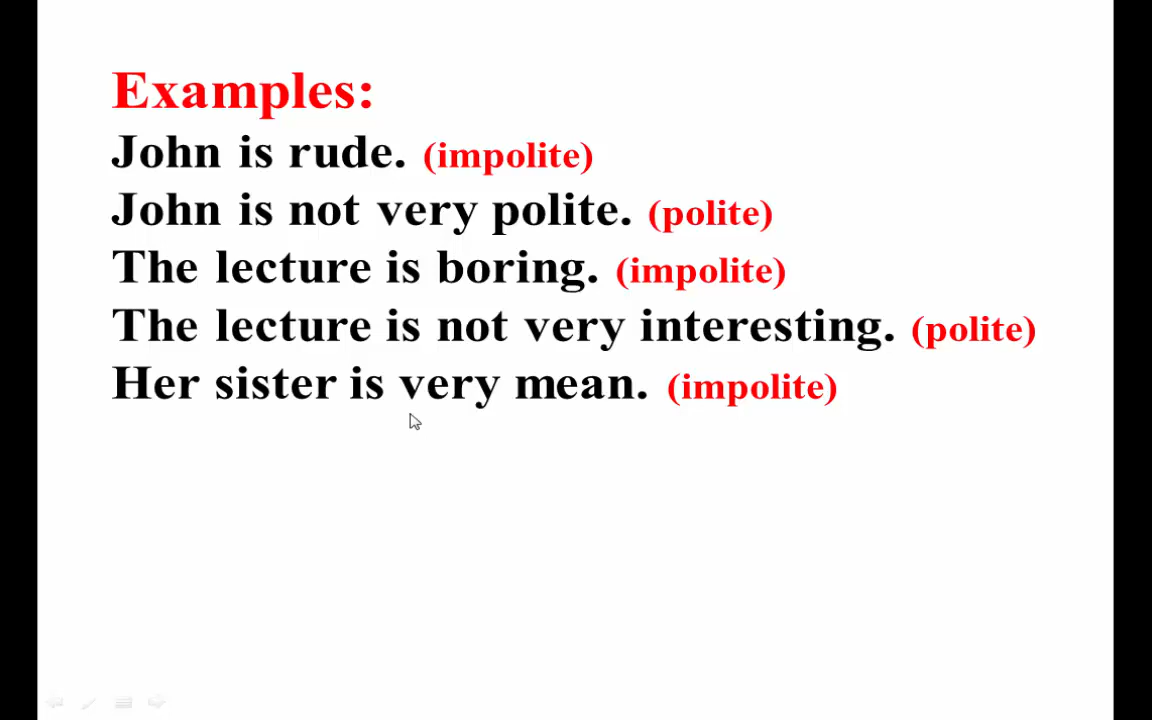 Examples:
John is rude. (impolite)
John is not very polite. (polite)
The lecture is boring. (impolite)
The lecture is not very interesting. (polite)
Her sister is very mean. (impolite)